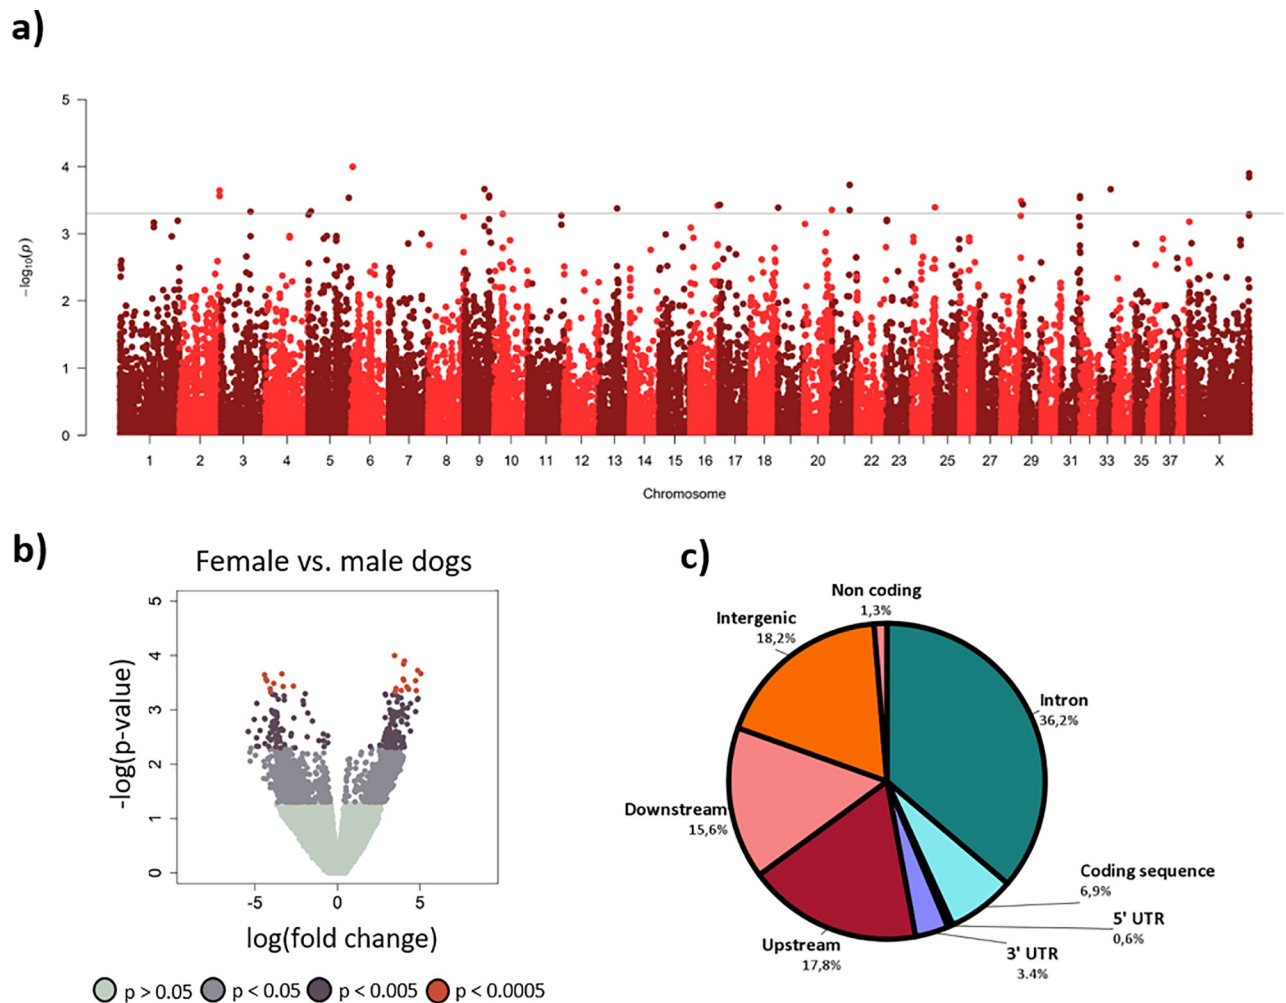 a)
5
4
3
2
1
0
−log10(p)
1 2 3 4 5 6 7 8 9 10 11 12 13 14 15 16 17 18 20 22 23 25 27 29 31 33 35 37 X
Chromosome
b)
Female vs. male dogs
5
4
3
2
1
0
-log(p-value)
-5 0 5
log(fold change)
p > 0.05 p < 0.05 p < 0.005 p < 0.0005
c)
Non coding
1,3%
Intergenic
18,2%
Intron
36,2%
Downstream
15,6%
Coding sequence
6,9%
5' UTR
0,6%
3' UTR
3.4%
Upstream
17,8%